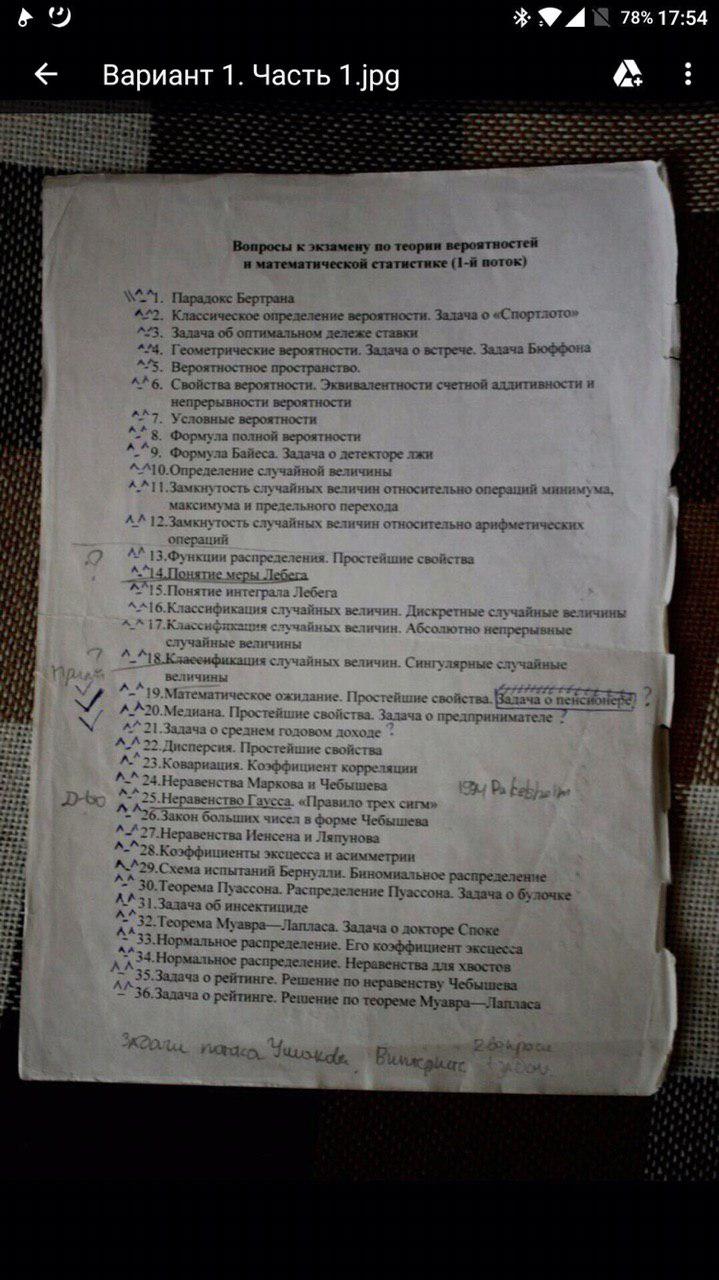 78% 17:54
Вариант 1. Часть 1.jpg
Вопросы к экзамену по теории вероятностей
и математической статистике (1-й поток)
\\^-^1. Парадокс Бертрана
^-^2. Классическое определение вероятности. Задача о «Спортлото»
^-^3. Задача об оптимальном дележе ставки
^-^4. Геометрические вероятности. Задача о встрече. Задача Бюффона
^-^5. Вероятностное пространство.
^-^6. Свойства вероятности. Эквивалентности счетной аддитивности и
непрерывности вероятности
^-^7. Условные вероятности
^-^8. Формула полной вероятности
^-^9. Формула Байеса. Задача о детекторе лжи
^-^10.Определение случайной величины
^-^11.Замкнутость случайных величин относительно операций минимума,
максимума и предельного перехода
^-^12.Замкнутость случайных величин относительно арифметических
операций
? ^-^13.Функции распределения. Простейшие свойства
^-^14.Понятие меры Лебега
^-^15.Понятие интеграла Лебега
^-^16.Классификация случайных величин. Дискретные случайные величины
^-^17.Классификация случайных величин. Абсолютно непрерывные
случайные величины
? ^-^18.Классификация случайных величин. Сингулярные случайные
величины
^-^19.Математическое ожидание. Простейшие свойства. Задача о пенсионере ?
^-^20.Медиана. Простейшие свойства. Задача о предпринимателе ?
^-^21.Задача о среднем годовом доходе ?
^-^22.Дисперсия. Простейшие свойства
^-^23.Ковариация. Коэффициент корреляции
^-^24.Неравенства Маркова и Чебышева
Д-во ^-^25.Неравенство Гаусса. «Правило трех сигм» 1994
^-^26.Закон больших чисел в форме Чебышева
^-^27.Неравенства Иенсена и Ляпунова
^-^28.Коэффициенты эксцесса и асимметрии
^-^29.Схема испытаний Бернулли. Биномиальное распределение
^-^30.Теорема Пуассона. Распределение Пуассона. Задача о булочке
^-^31.Задача об инсектициде
^-^32.Теорема Муавра—Лапласа. Задача о докторе Споке
^-^33.Нормальное распределение. Его коэффициент эксцесса
^-^34.Нормальное распределение. Неравенства для хвостов
^-^35.Задача о рейтинге. Решение по неравенству Чебышева
^-^36.Задача о рейтинге. Решение по теореме Муавра—Лапласа
задачи потока Ушакова 2 вопроса